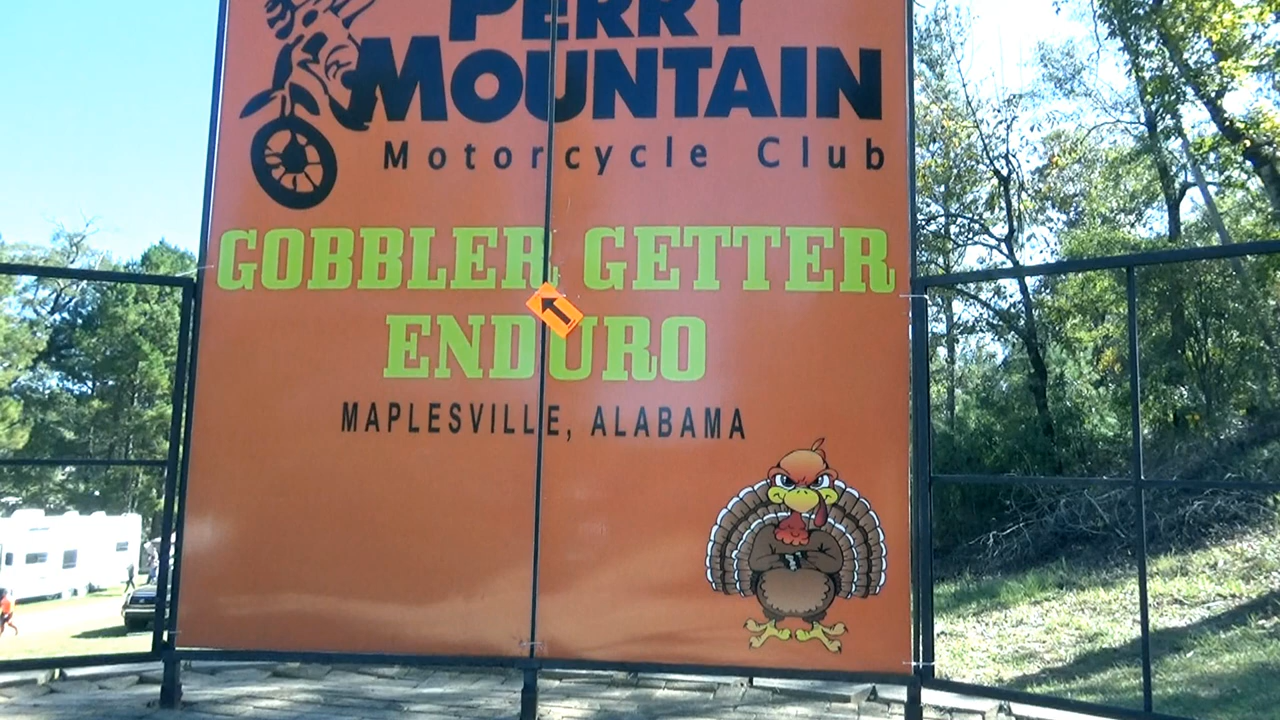 PERRY
MOUNTAIN
Motorcycle Club
GOBBLER GETTER
ENDURO
MAPLESVILLE, ALABAMA